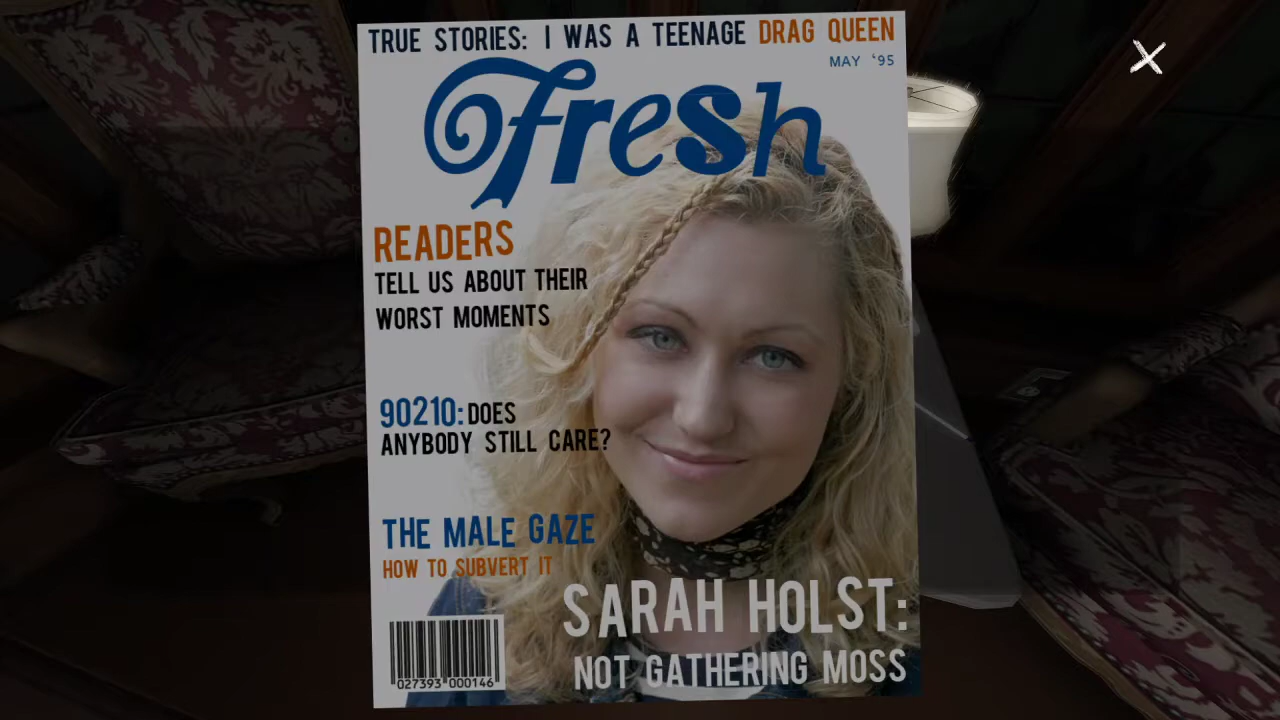 TRUE STORIES: I WAS A TEENAGE DRAG QUEEN
MAY '95
Fresh
READERS
TELL US ABOUT THEIR
WORST MOMENTS
90210: DOES
ANYBODY STILL CARE?
THE MALE GAZE
HOW TO SUBVERT IT
SARAH HOLST:
NOT GATHERING MOSS
027393 000146